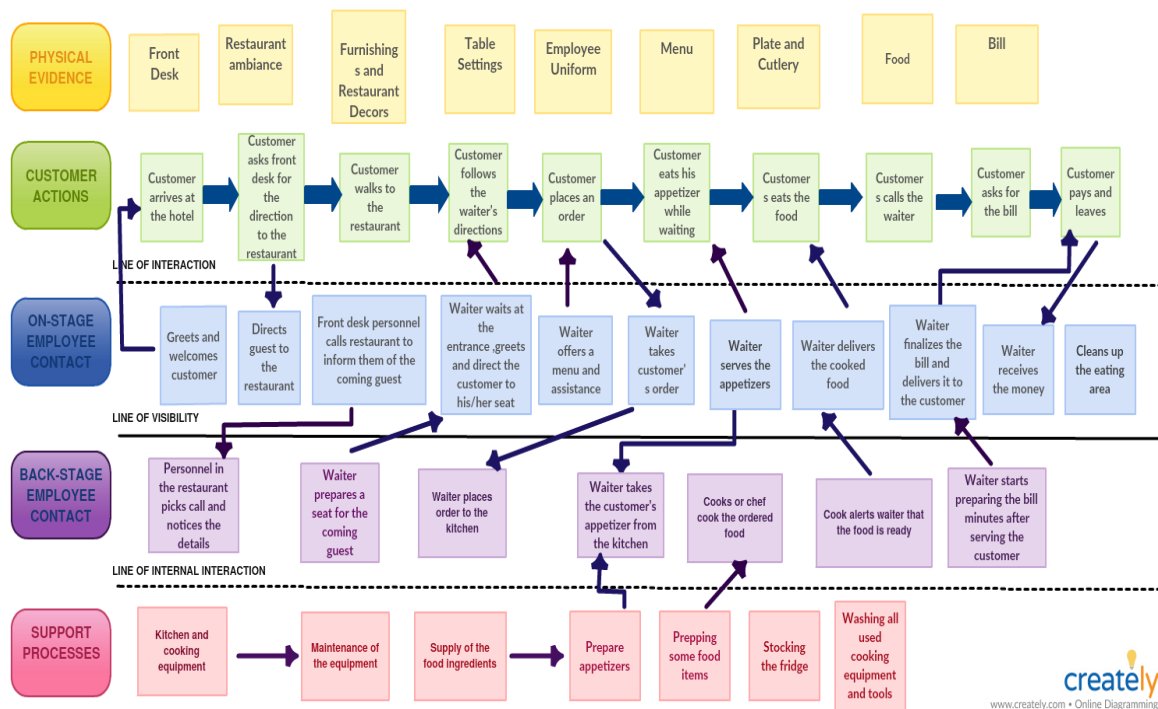 PHYSICAL
EVIDENCE
Front
Desk
Restaurant
ambiance
Furnishing
s and
Restaurant
Decors
Table
Settings
Employee
Uniform
Menu
Plate and
Cutlery
Food
Bill
CUSTOMER
ACTIONS
Customer
arrives at
the hotel
Customer
asks front
desk for
the
direction
to the
restaurant
Customer
walks to
the
restaurant
Customer
follows
the
waiter's
directions
Customer
places an
order
Customer
eats his
appetizer
while
waiting
Customer
s eats the
food
Customer
s calls the
waiter
Customer
asks for
the bill
Customer
pays and
leaves
LINE OF INTERACTION
ON-STAGE
EMPLOYEE
CONTACT
Greets and
welcomes
customer
Directs
guest to
the
restaurant
Front desk personnel
calls restaurant to
inform them of the
coming guest
Waiter waits at
the
entrance ,greets
and direct the
customer to
his/her seat
Waiter
offers a
menu and
assistance
Waiter
takes
customer'
s order
Waiter
serves the
appetizers
Waiter delivers
the cooked
food
Waiter
finalizes the
bill and
delivers it to
the customer
Waiter
receives
the money
Cleans up
the eating
area
LINE OF VISIBILITY
BACK-STAGE
EMPLOYEE
CONTACT
Personnel in
the restaurant
picks call and
notices the
details
Waiter
prepares a
seat for the
coming
guest
Waiter places
order to the
kitchen
Waiter takes
the customer's
appetizer from
the kitchen
Cooks or chef
cook the ordered
food
Cook alerts waiter that
the food is ready
Waiter starts
preparing the bill
minutes after
serving the
customer
LINE OF INTERNAL INTERACTION
SUPPORT
PROCESSES
Kitchen and
cooking
equipment
Maintenance of
the equipment
Supply of the
food ingredients
Prepare
appetizers
Prepping
some food
items
Stocking
the fridge
Washing all
used
cooking
equipment
and tools
creately
www.creately.com • Online Diagramming